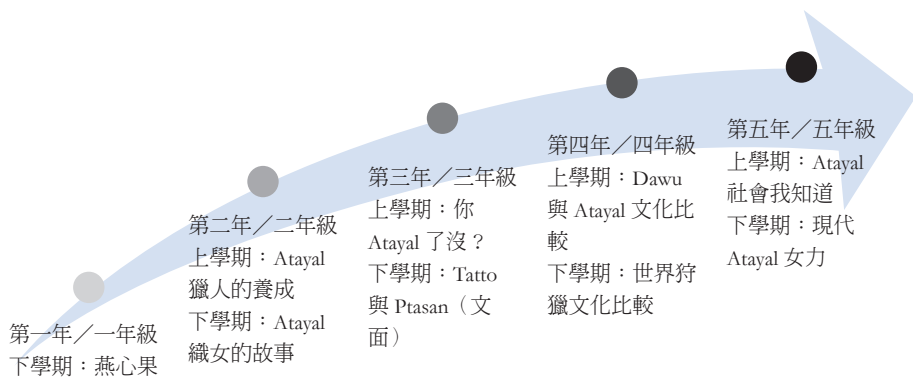 第一年／一年級
下學期：燕心果
第二年／二年級
上學期：Atayal
獵人的養成
下學期：Atayal
織女的故事
第三年／三年級
上學期：你
Atayal 了沒？
下學期：Tatto
與 Ptasan（文
面）
第四年／四年級
上學期：Dawu
與 Atayal 文化比
較
下學期：世界狩
獵文化比較
第五年／五年級
上學期：Atayal
社會我知道
下學期：現代
Atayal 女力